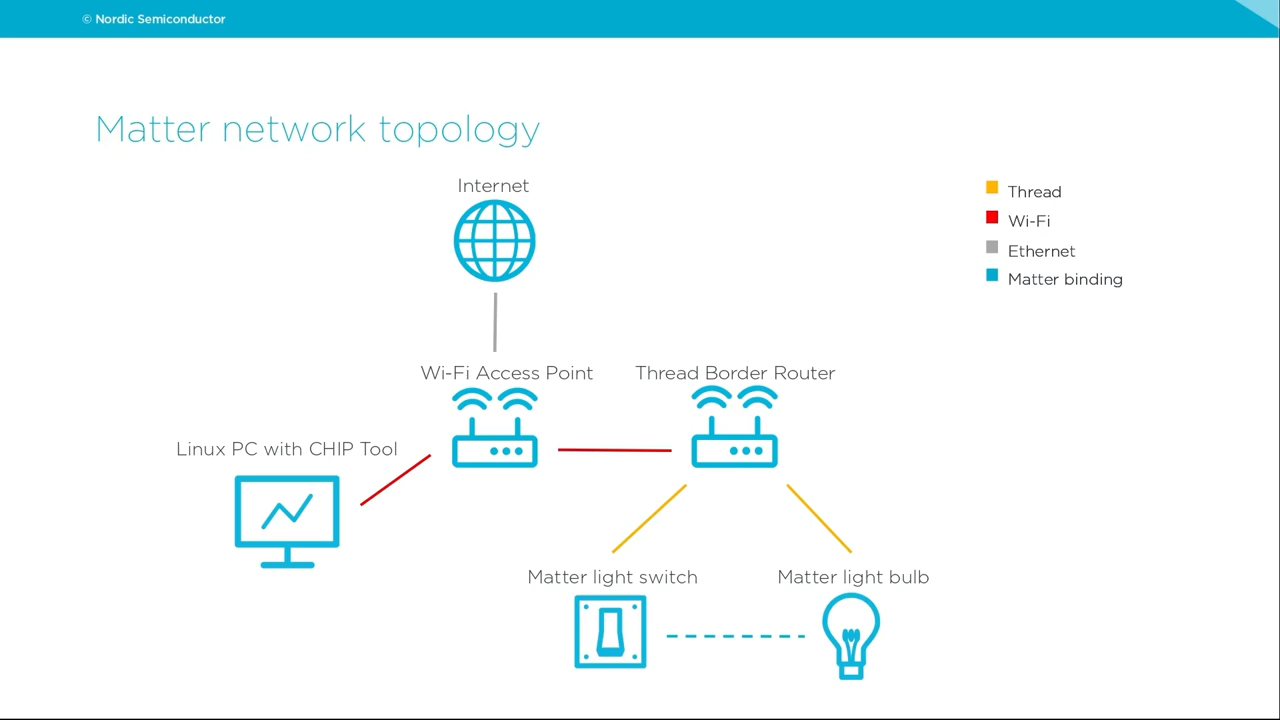 © Nordic Semiconductor
Matter network topology
Internet
Thread
Wi-Fi
Ethernet
Matter binding
Wi-Fi Access Point
Thread Border Router
Linux PC with CHIP Tool
Matter light switch
Matter light bulb